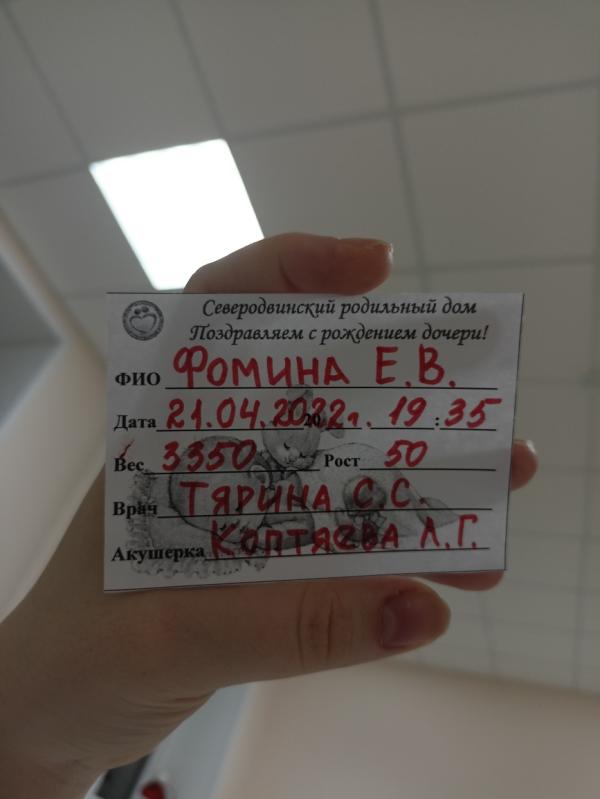 Северодвинский родильный дом
Поздравляем с рождением дочери!
ФИО Фомина Е.В.
Дата 21.04.2022г. 19:35
Вес 3350 Рост 50
Врач Тярина С.С.
Акушерка Коптяева Л.Г.